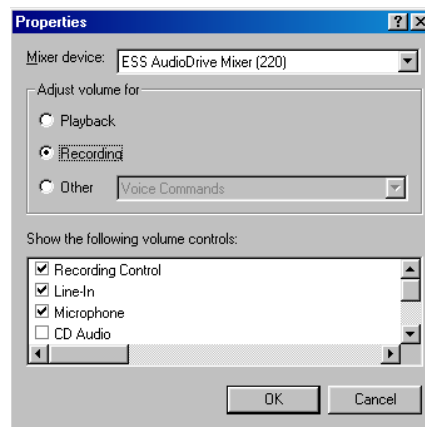 Properties
Mixer device: ESS AudioDrive Mixer (220)
Adjust volume for
Playback
Recording
Other Voice Commands
Show the following volume controls:
Recording Control
Line-In
Microphone
CD Audio
OK Cancel